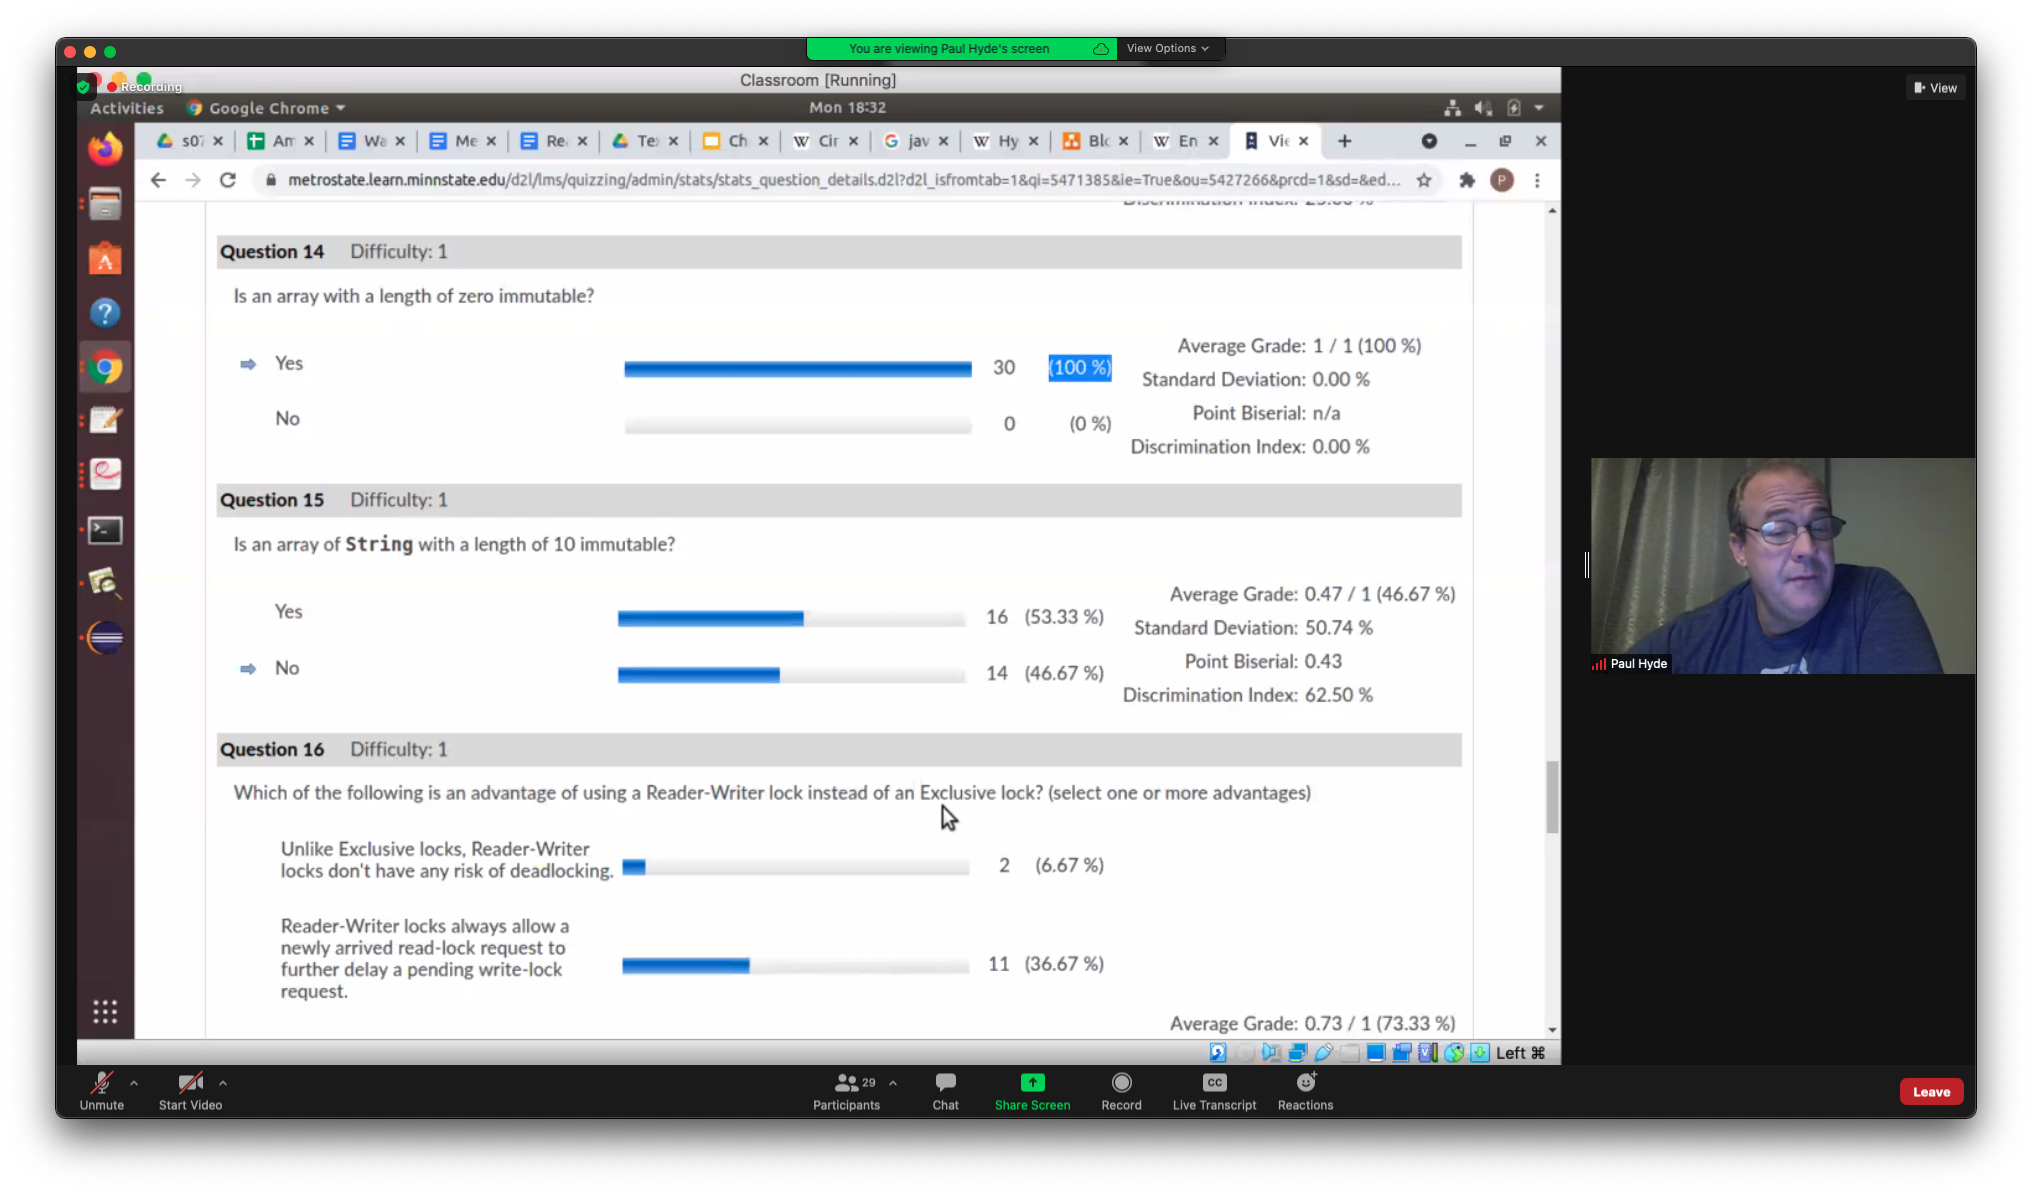 You are viewing Paul Hyde's screen
View Options
Classroom [Running]
Recording
View
Activities
Google Chrome
Mon 18:32
s07
Am
Wa
Me
Re
Te
Ch
Cir
jav
Hy
Blo
En
Vie
metrostate.learn.minnstate.edu/d2l/lms/quizzing/admin/stats/stats_question_details.d2l?d2l_isfromtab=1&qi=5471385&ie=True&ou=5427266&prcd=1&sd=&ed...
P
Question 14 Difficulty: 1
Is an array with a length of zero immutable?
Yes
30 (100 %)
No
0 (0 %)
Average Grade: 1 / 1 (100 %)
Standard Deviation: 0.00 %
Point Biserial: n/a
Discrimination Index: 0.00 %
Question 15 Difficulty: 1
Is an array of String with a length of 10 immutable?
Yes
16 (53.33 %)
No
14 (46.67 %)
Average Grade: 0.47 / 1 (46.67 %)
Standard Deviation: 50.74 %
Point Biserial: 0.43
Discrimination Index: 62.50 %
Question 16 Difficulty: 1
Which of the following is an advantage of using a Reader-Writer lock instead of an Exclusive lock? (select one or more advantages)
Unlike Exclusive locks, Reader-Writer
locks don't have any risk of deadlocking.
2 (6.67 %)
Reader-Writer locks always allow a
newly arrived read-lock request to
further delay a pending write-lock
request.
11 (36.67 %)
Average Grade: 0.73 / 1 (73.33 %)
Left ⌘
Paul Hyde
Unmute
Start Video
29
Participants
Chat
Share Screen
Record
CC
Live Transcript
Reactions
Leave